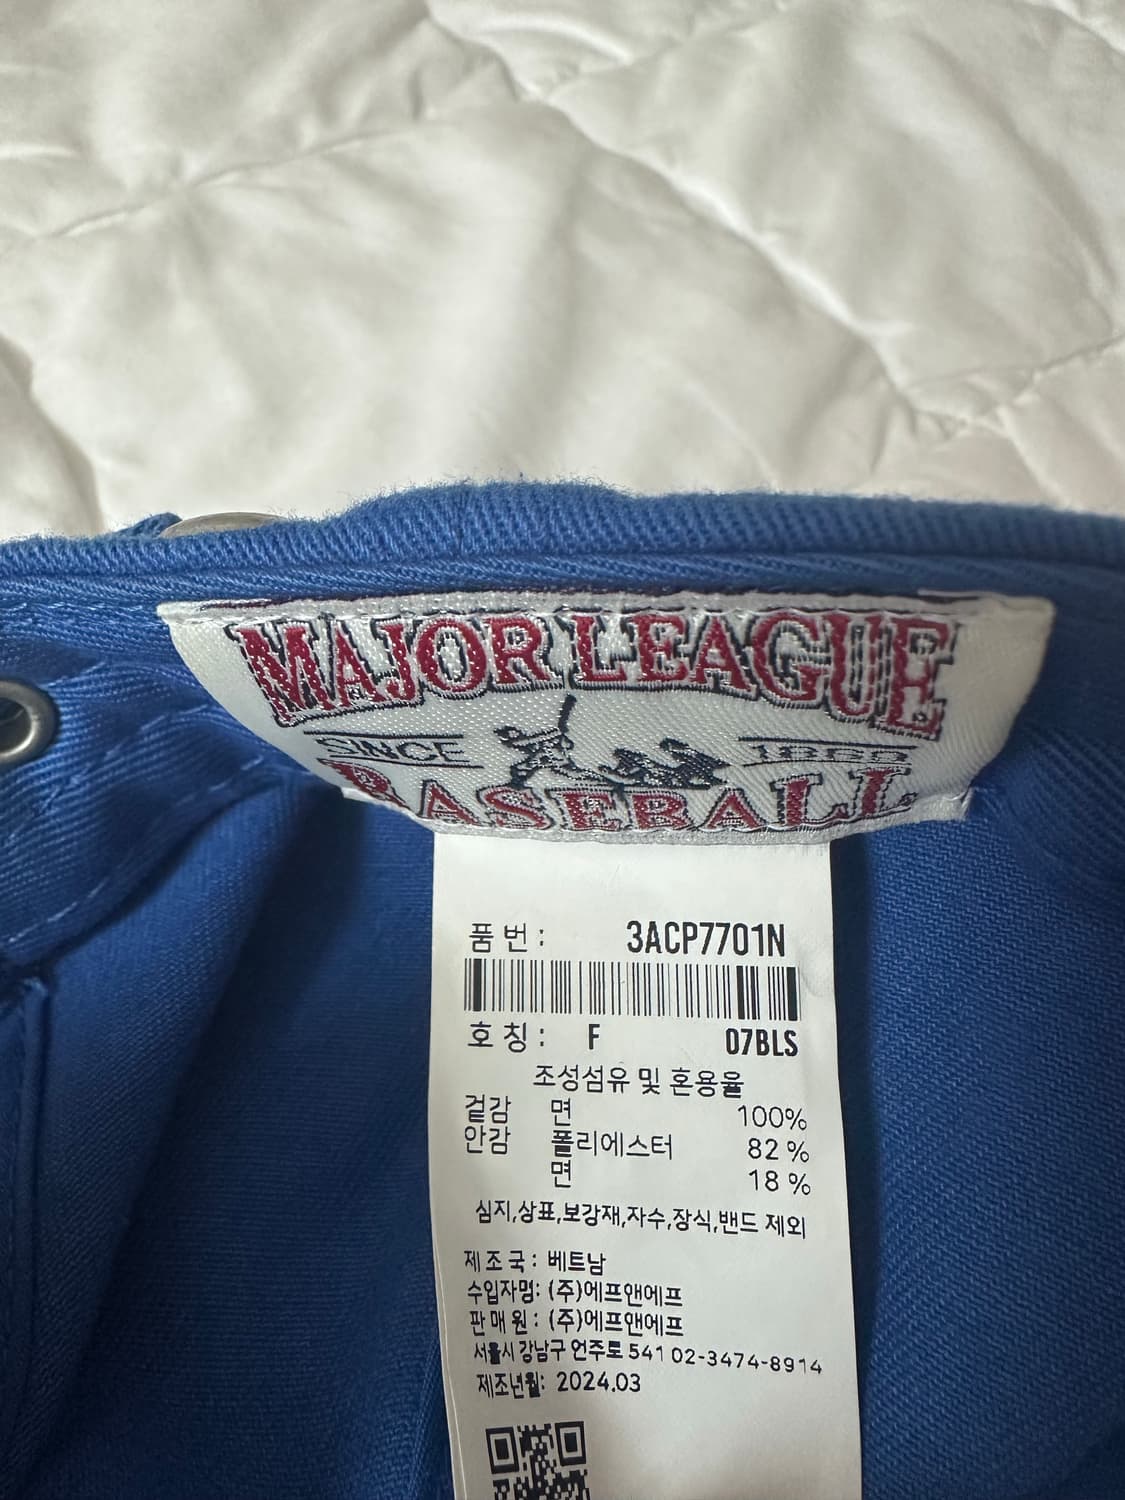 MAJOR LEAGUE
SINCE 1869
BASEBALL
품번: 3ACP7701N
호칭: F 07BLS
조성섬유 및 혼용율
겉감 면 100%
안감 폴리에스터 82 %
면 18 %
심지,상표,보강재,자수,장식,밴드 제외
제조국: 베트남
수입자명: (주)에프앤에프
판매원: (주)에프앤에프
서울시 강남구 언주로 541 02-3474-8914
제조년월: 2024.03